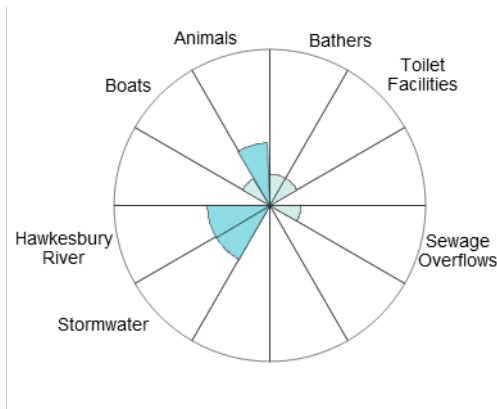 Animals
Bathers
Toilet
Facilities
Boats
Hawkesbury
River
Sewage
Overflows
Stormwater